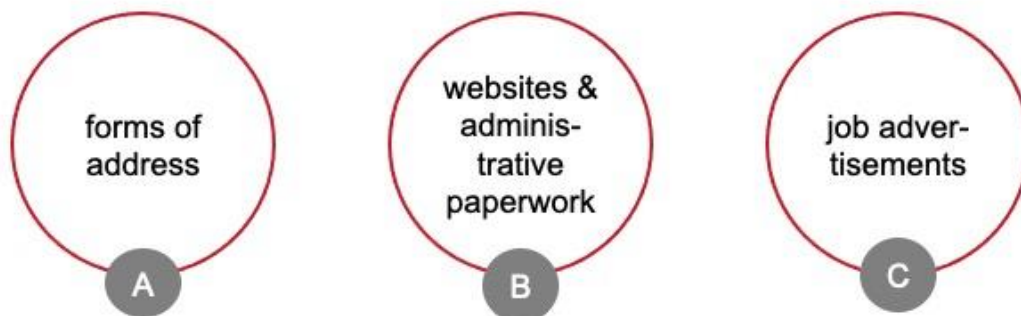 forms of
address
A
websites &
adminis-
trative
paperwork
B
job adver-
tisements
C